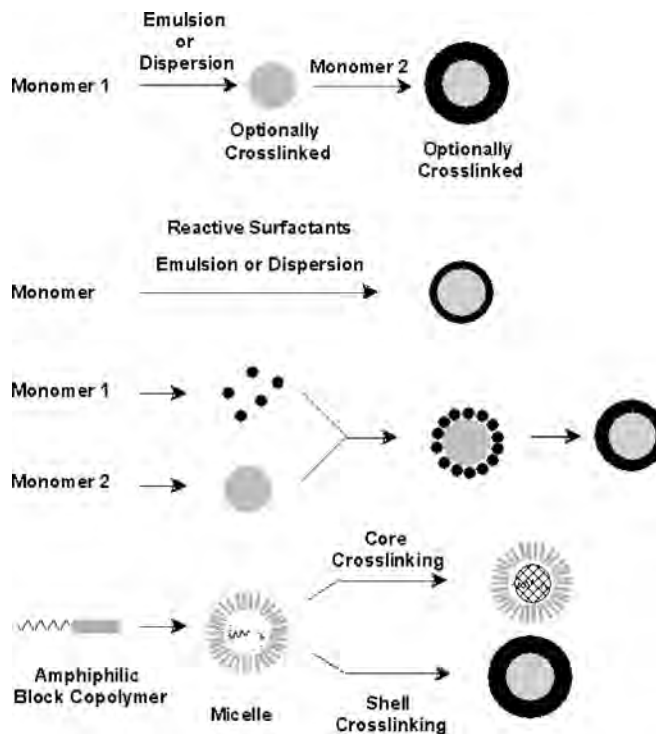 Emulsion
or
Dispersion
Monomer 1
Monomer 2
Optionally
Crosslinked
Optionally
Crosslinked
Reactive Surfactants
Emulsion or Dispersion
Monomer
Monomer 1
Monomer 2
Core
Crosslinking
Amphiphilic
Block Copolymer
Micelle
Shell
Crosslinking